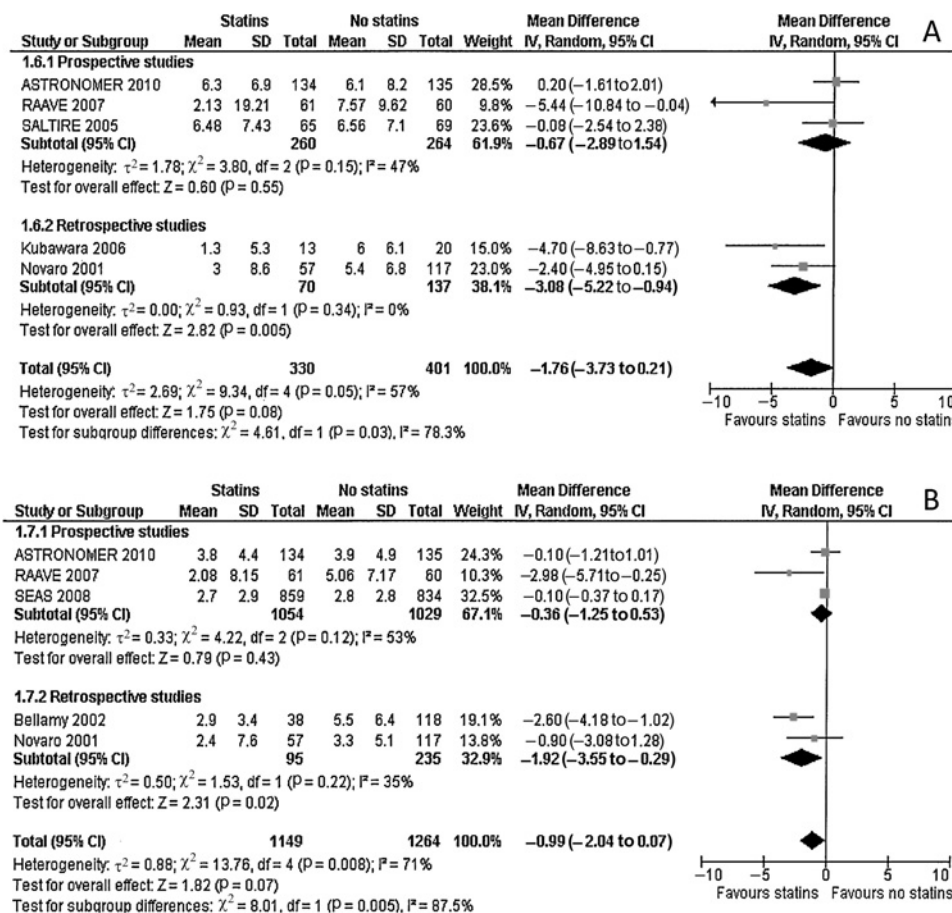 A
Statins No statins Mean Difference Mean Difference
Study or Subgroup Mean SD Total Mean SD Total Weight IV, Random, 95% CI IV, Random, 95% CI
1.6.1 Prospective studies
ASTRONOMER 2010 6.3 6.9 134 6.1 8.2 135 28.5% 0.20 (−1.61 to 2.01)
RAAVE 2007 2.13 19.21 61 7.57 9.62 60 9.8% −5.44 (−10.84 to −0.04)
SALTIRE 2005 6.48 7.43 65 6.56 7.1 69 23.6% −0.08 (−2.54 to 2.38)
Subtotal (95% CI) 260 264 61.9% −0.67 (−2.89 to 1.54)
Heterogeneity: τ² = 1.78; χ² = 3.80, df = 2 (P = 0.15); I² = 47%
Test for overall effect: Z = 0.60 (P = 0.55)
1.6.2 Retrospective studies
Kubawara 2006 1.3 5.3 13 6 6.1 20 15.0% −4.70 (−8.63 to −0.77)
Novaro 2001 3 8.6 57 5.4 6.8 117 23.0% −2.40 (−4.95 to 0.15)
Subtotal (95% CI) 70 137 38.1% −3.08 (−5.22 to −0.94)
Heterogeneity: τ² = 0.00; χ² = 0.93, df = 1 (P = 0.34); I² = 0%
Test for overall effect: Z = 2.82 (P = 0.005)
Total (95% CI) 330 401 100.0% −1.76 (−3.73 to 0.21)
Heterogeneity: τ² = 2.69; χ² = 9.34, df = 4 (P = 0.05); I² = 57%
Test for overall effect: Z = 1.75 (P = 0.08)
Test for subgroup differences: χ² = 4.61, df = 1 (P = 0.03), I² = 78.3%
−10 −5 0 5 10
Favours statins Favours no statins
B
Statins No statins Mean Difference Mean Difference
Study or Subgroup Mean SD Total Mean SD Total Weight IV, Random, 95% CI IV, Random, 95% CI
1.7.1 Prospective studies
ASTRONOMER 2010 3.8 4.4 134 3.9 4.9 135 24.3% −0.10 (−1.21 to 1.01)
RAAVE 2007 2.08 8.15 61 5.06 7.17 60 10.3% −2.98 (−5.71 to −0.25)
SEAS 2008 2.7 2.9 859 2.8 2.8 834 32.5% −0.10 (−0.37 to 0.17)
Subtotal (95% CI) 1054 1029 67.1% −0.36 (−1.25 to 0.53)
Heterogeneity: τ² = 0.33; χ² = 4.22, df = 2 (P = 0.12); I² = 53%
Test for overall effect: Z = 0.79 (P = 0.43)
1.7.2 Retrospective studies
Bellamy 2002 2.9 3.4 38 5.5 6.4 118 19.1% −2.60 (−4.18 to −1.02)
Novaro 2001 2.4 7.6 57 3.3 5.1 117 13.8% −0.90 (−3.08 to 1.28)
Subtotal (95% CI) 95 235 32.9% −1.92 (−3.55 to −0.29)
Heterogeneity: τ² = 0.50; χ² = 1.53, df = 1 (P = 0.22); I² = 35%
Test for overall effect: Z = 2.31 (P = 0.02)
Total (95% CI) 1149 1264 100.0% −0.99 (−2.04 to 0.07)
Heterogeneity: τ² = 0.88; χ² = 13.76, df = 4 (P = 0.008); I² = 71%
Test for overall effect: Z = 1.82 (P = 0.07)
Test for subgroup differences: χ² = 8.01, df = 1 (P = 0.005), I² = 87.5%
−10 −5 0 5 10
Favours statins Favours no statins